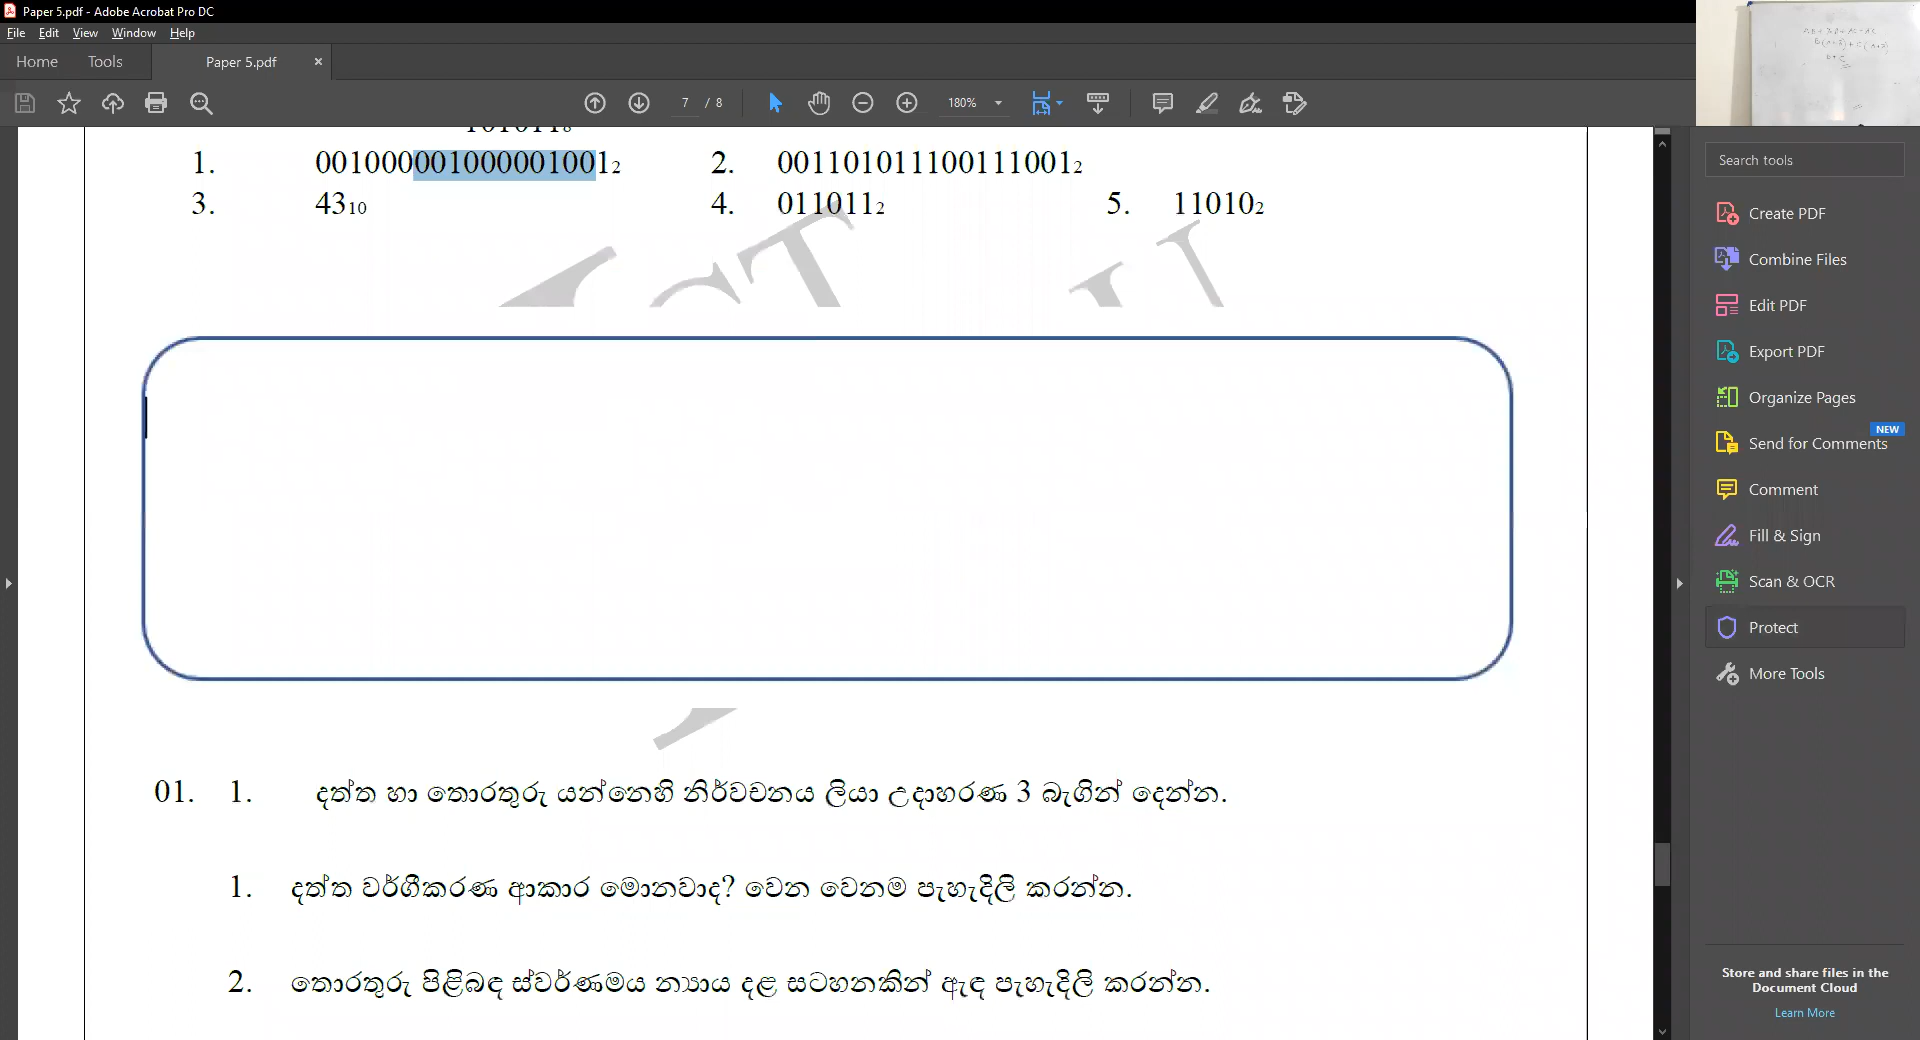 Paper 5.pdf - Adobe Acrobat Pro DC
File Edit View Window Help
Home Tools Paper 5.pdf ×
7 / 8 180%
1. 001000001000001001₂ 2. 001101011100111001₂
3. 43₁₀ 4. 011011₂ 5. 11010₂
01. 1. දත්ත හා තොරතුරු යන්නෙහි නිර්වචනය ලියා උදාහරණ 3 බැගින් දෙන්න.
1. දත්ත වර්ගීකරණ ආකාර මොනවාද? වෙන වෙනම පැහැදිලි කරන්න.
2. තොරතුරු පිළිබඳ ස්වර්ණමය න්‍යාය දළ සටහනකින් ඇඳ පැහැදිලි කරන්න.
Search tools
Create PDF
Combine Files
Edit PDF
Export PDF
Organize Pages
NEW
Send for Comments
Comment
Fill & Sign
Scan & OCR
Protect
More Tools
Store and share files in the
Document Cloud
Learn More